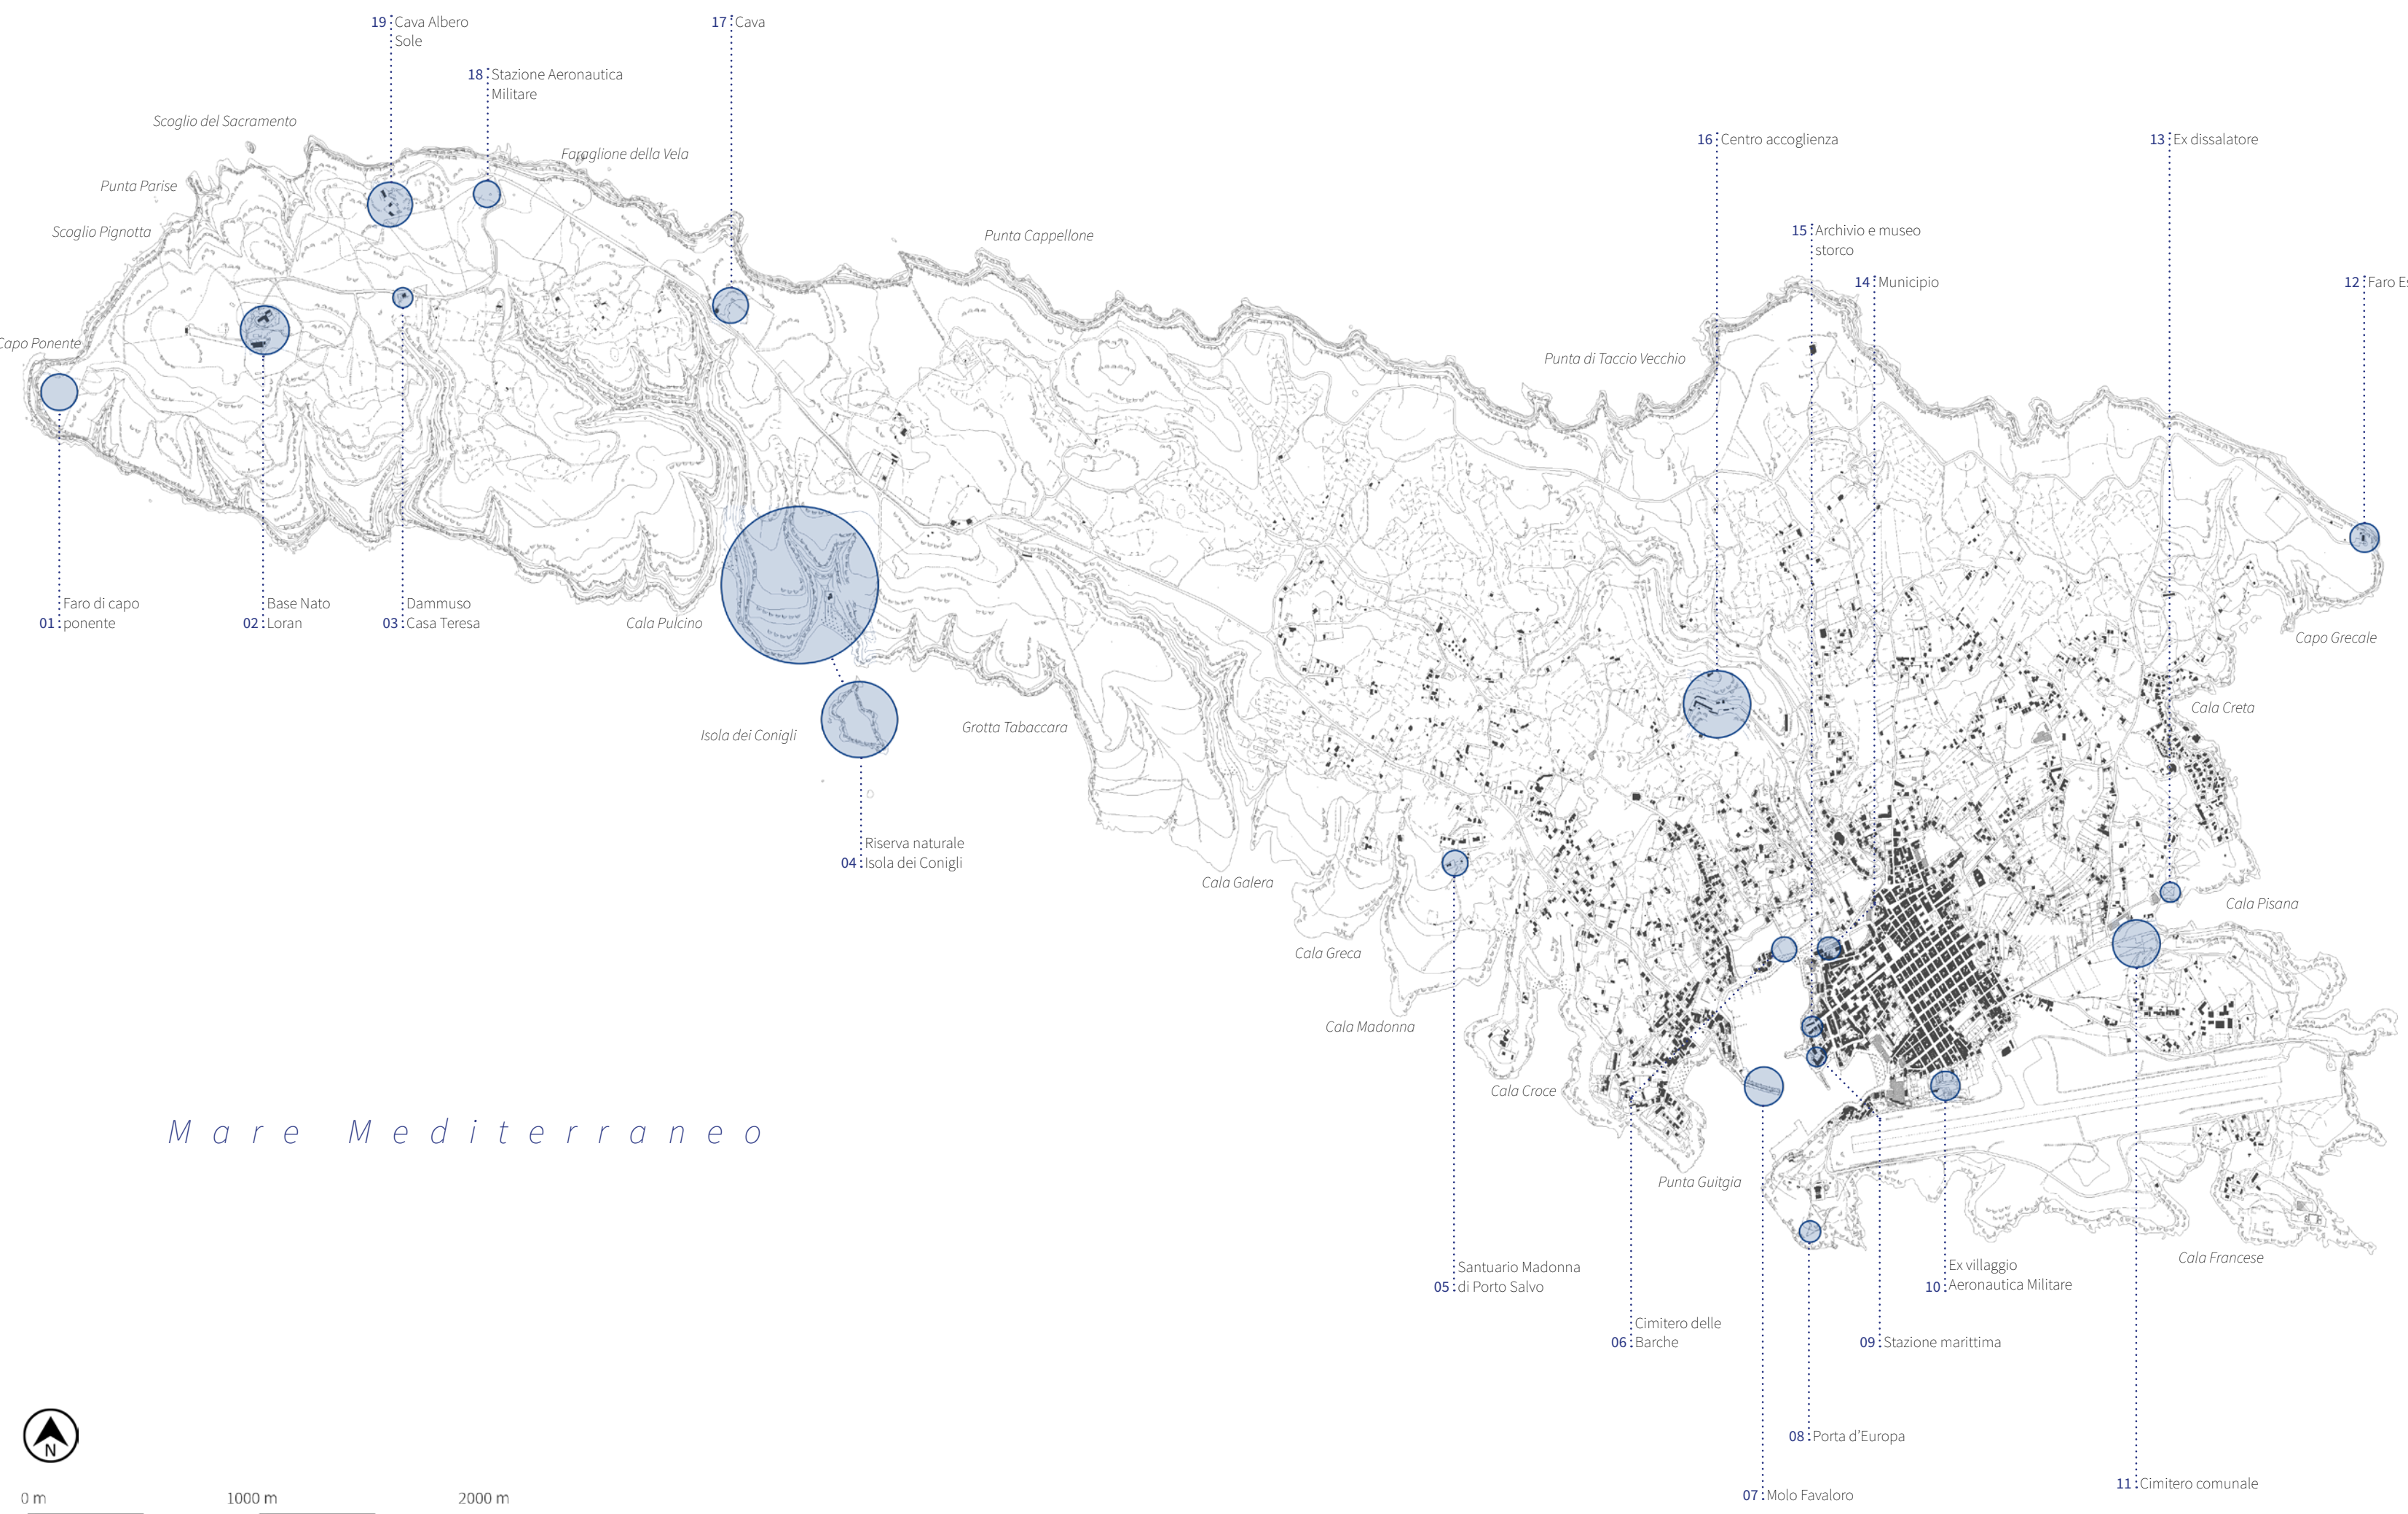 19 Cava Albero
Sole
17 Cava
18 Stazione Aeronautica
Militare
Scoglio del Sacramento
16 Centro accoglienza
13 Ex dissalatore
Faraglione della Vela
Punta Parise
Scoglio Pignotta
15 Archivio e museo
storco
Punta Cappellone
14 Municipio
12 Faro Es
Capo Ponente
Punta di Taccio Vecchio
Faro di capo
01 ponente
Base Nato
02 Loran
Dammuso
03 Casa Teresa
Cala Pulcino
Capo Grecale
Cala Creta
Isola dei Conigli
Grotta Tabaccara
Riserva naturale
04 Isola dei Conigli
Cala Galera
Cala Pisana
Cala Greca
Cala Madonna
Cala Croce
Mare Mediterraneo
Punta Guitgia
Cala Francese
Santuario Madonna
05 di Porto Salvo
Ex villaggio
10 Aeronautica Militare
Cimitero delle
06 Barche
09 Stazione marittima
08 Porta d'Europa
11 Cimitero comunale
07 Molo Favaloro
N
0 m 1000 m 2000 m